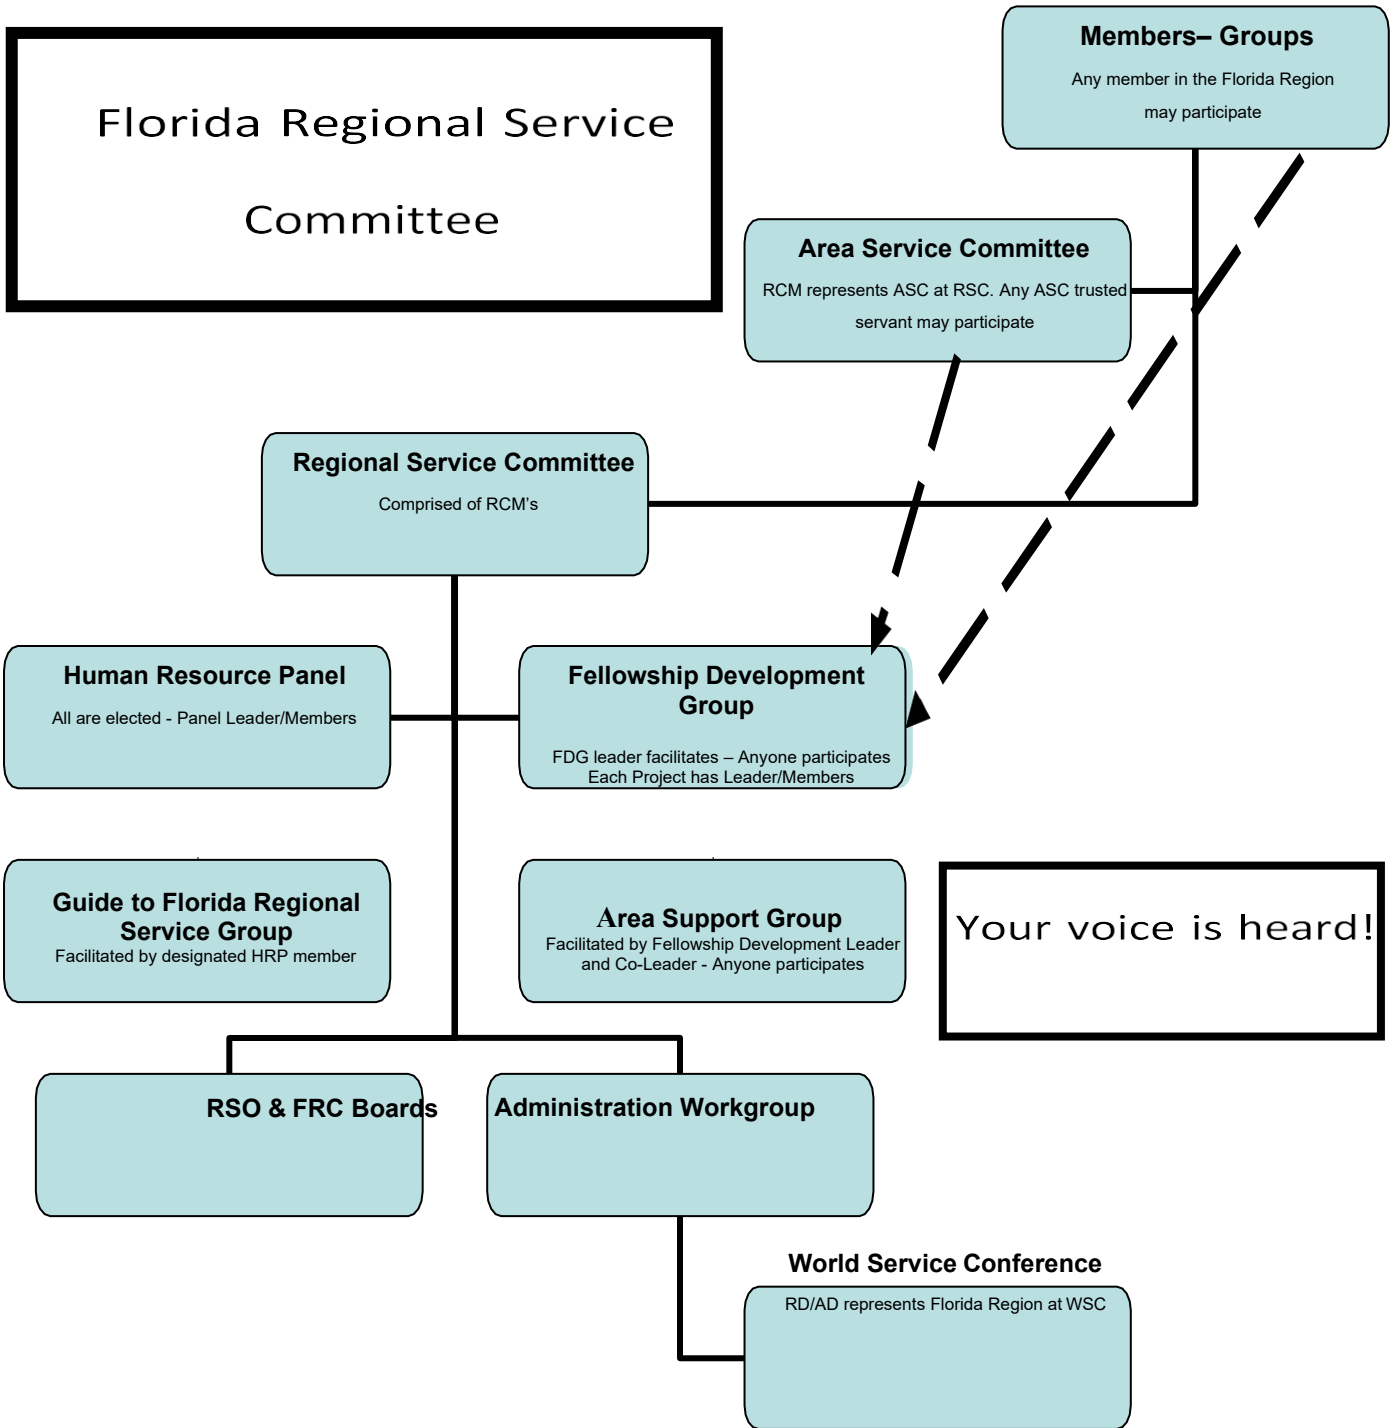 Florida Regional Service
Committee
Members– Groups
Any member in the Florida Region
may participate
Area Service Committee
RCM represents ASC at RSC. Any ASC trusted
servant may participate
Regional Service Committee
Comprised of RCM’s
Human Resource Panel
All are elected - Panel Leader/Members
Fellowship Development
Group
FDG leader facilitates – Anyone participates
Each Project has Leader/Members
Guide to Florida Regional
Service Group
Facilitated by designated HRP member
Area Support Group
Facilitated by Fellowship Development Leader
and Co-Leader - Anyone participates
Your voice is heard!
RSO & FRC Boards
Administration Workgroup
World Service Conference
RD/AD represents Florida Region at WSC